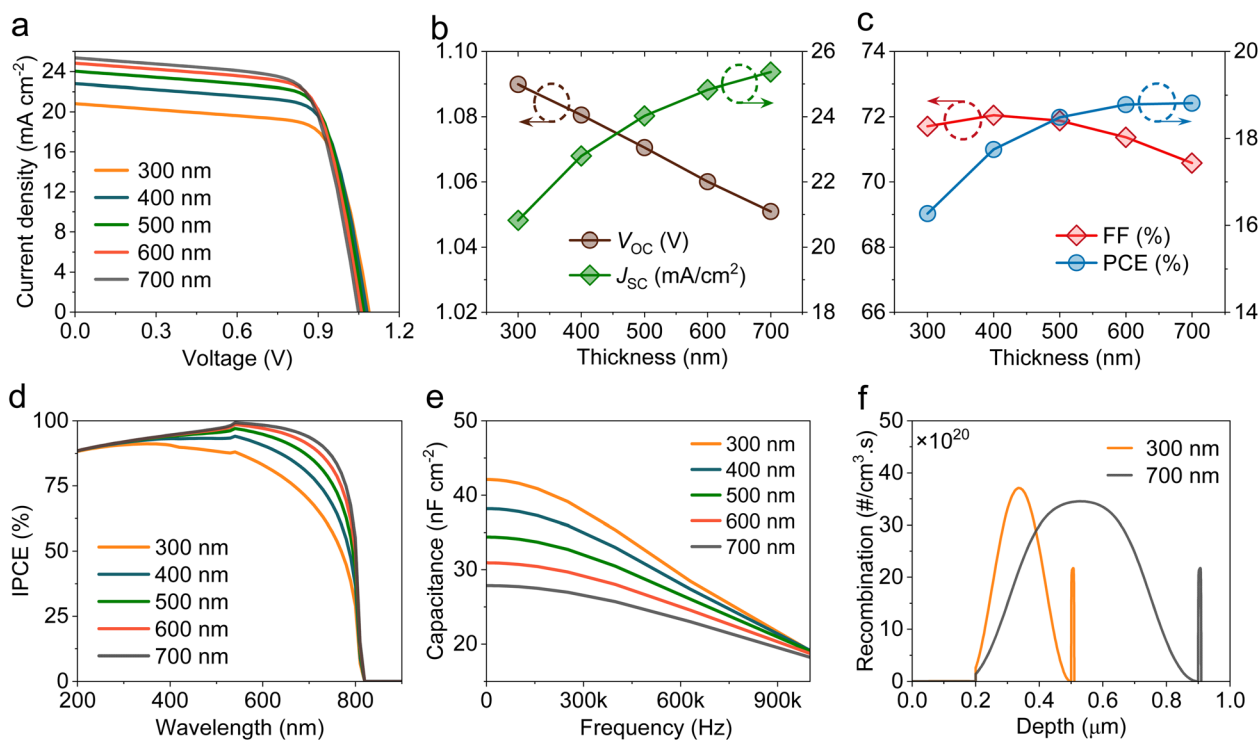 a
Current density (mA cm⁻²)
24
20
16
12
8
4
0
300 nm
400 nm
500 nm
600 nm
700 nm
0.0
0.3
0.6
0.9
1.2
Voltage (V)
b
1.10
1.08
1.06
1.04
1.02
26
24
22
21
20
18
V_OC (V)
J_SC (mA/cm²)
300
400
500
600
700
Thickness (nm)
c
74
72
70
68
66
20
18
16
14
FF (%)
PCE (%)
300
400
500
600
700
Thickness (nm)
d
IPCE (%)
100
75
50
25
0
300 nm
400 nm
500 nm
600 nm
700 nm
200
400
600
800
Wavelength (nm)
e
Capacitance (nF cm⁻²)
50
40
30
20
300 nm
400 nm
500 nm
600 nm
700 nm
0
300k
600k
900k
Frequency (Hz)
f
Recombination (#/cm³.s)
50
40
30
20
10
0
×10²⁰
300 nm
700 nm
0.0
0.2
0.4
0.6
0.8
1.0
Depth (μm)